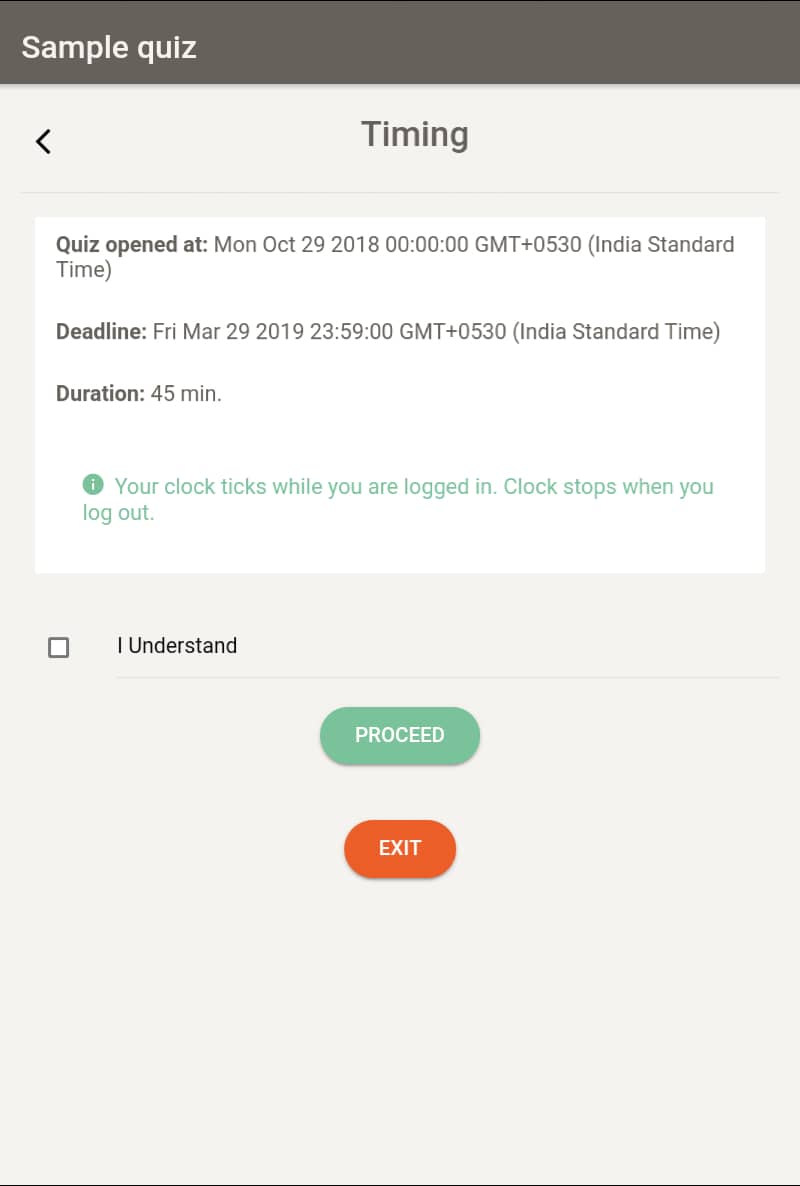 Sample quiz
Timing
Quiz opened at: Mon Oct 29 2018 00:00:00 GMT+0530 (India Standard
Time)
Deadline: Fri Mar 29 2019 23:59:00 GMT+0530 (India Standard Time)
Duration: 45 min.
Your clock ticks while you are logged in. Clock stops when you
log out.
I Understand
PROCEED
EXIT